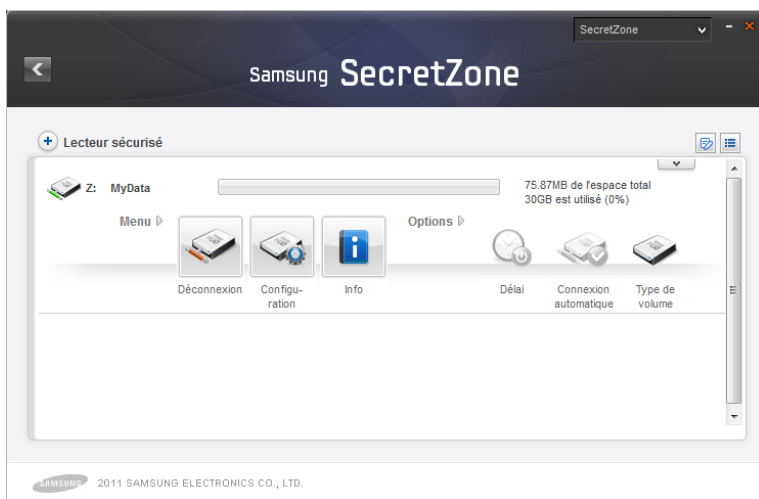 SecretZone
samsung SecretZone
Lecteur sécurisé
Z: MyData
75.87MB de l'espace total
30GB est utilisé (0%)
Menu
Options
Déconnexion
Configu-
ration
Info
Délai
Connexion
automatique
Type de
volume
SAMSUNG 2011 SAMSUNG ELECTRONICS CO., LTD.